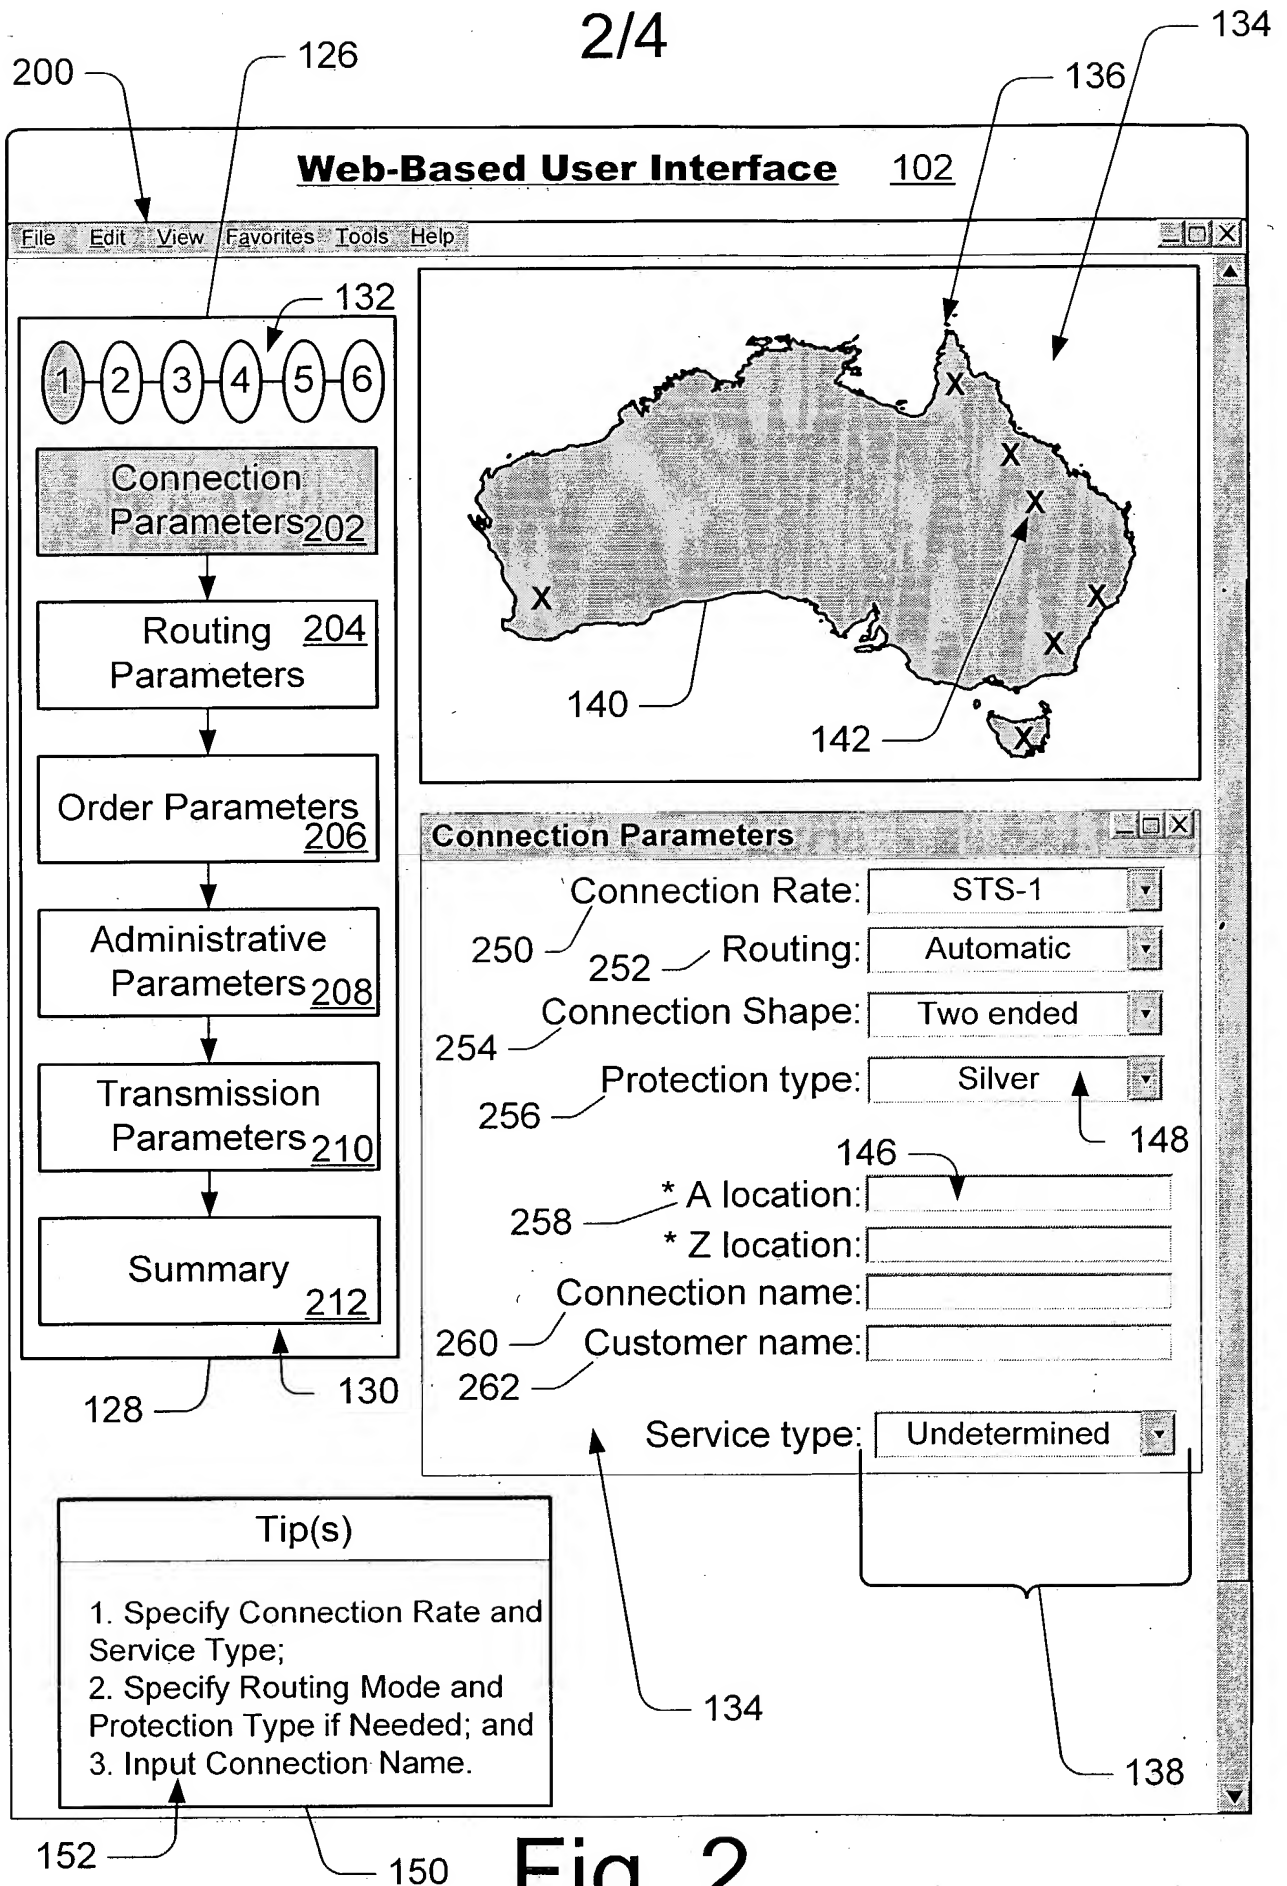 2/4
200
126
136
134
Web-Based User Interface 102
File Edit View Favorites Tools Help
132
1 2 3 4 5 6
Connection
Parameters 202
Routing 204
Parameters
Order Parameters
206
Administrative
Parameters 208
Transmission
Parameters 210
Summary
212
128
130
X
X
X
X
X
X
X
140
142
Connection Parameters
Connection Rate: STS-1
250
Routing: Automatic
252
Connection Shape: Two ended
254
Protection type: Silver
256
148
146
* A location:
258
* Z location:
Connection name:
260
Customer name:
262
Service type: Undetermined
134
138
Tip(s)
1. Specify Connection Rate and
Service Type;
2. Specify Routing Mode and
Protection Type if Needed; and
3. Input Connection Name.
152
150
Fig. 2